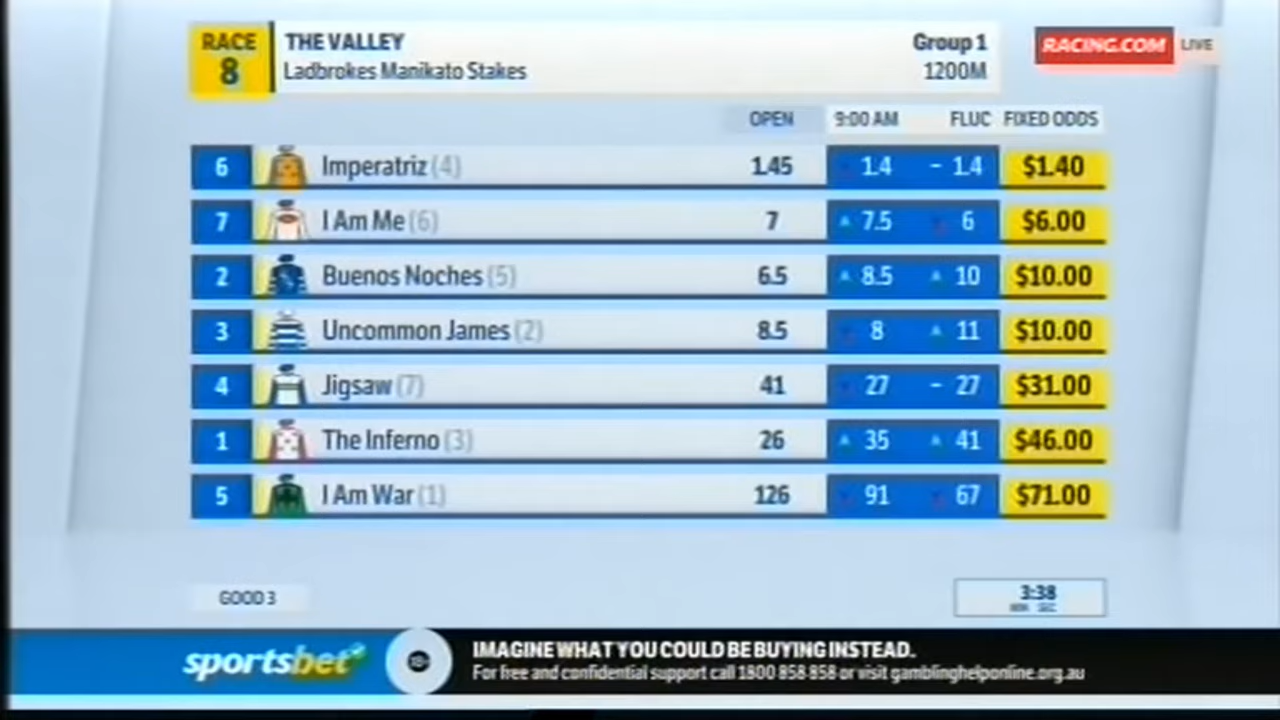 RACE 8
THE VALLEY
Group 1
Ladbrokes Manikato Stakes
1200M
RACING.COM LIVE
OPEN 9:00 AM FLUC FIXED ODDS
6 Imperatriz (4) 1.45 1.4 - 1.4 $1.40
7 I Am Me (6) 7 7.5 6 $6.00
2 Buenos Noches (5) 6.5 8.5 10 $10.00
3 Uncommon James (2) 8.5 8 11 $10.00
4 Jigsaw (7) 41 27 - 27 $31.00
1 The Inferno (3) 26 35 41 $46.00
5 I Am War (1) 126 91 67 $71.00
GOOD 3
3:38
MIN SEC
sportsbet
18+
IMAGINE WHAT YOU COULD BE BUYING INSTEAD.
For free and confidential support call 1800 858 858 or visit gamblinghelponline.org.au